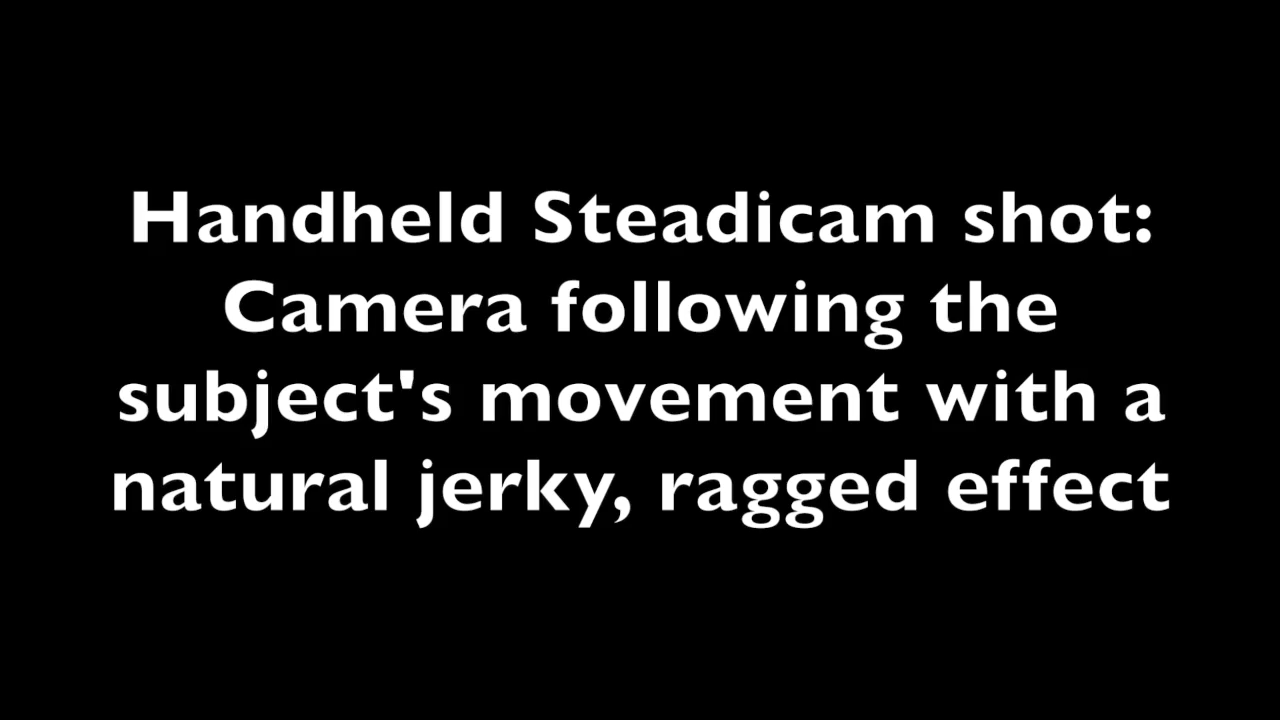 Handheld Steadicam shot:
Camera following the
subject's movement with a
natural jerky, ragged effect